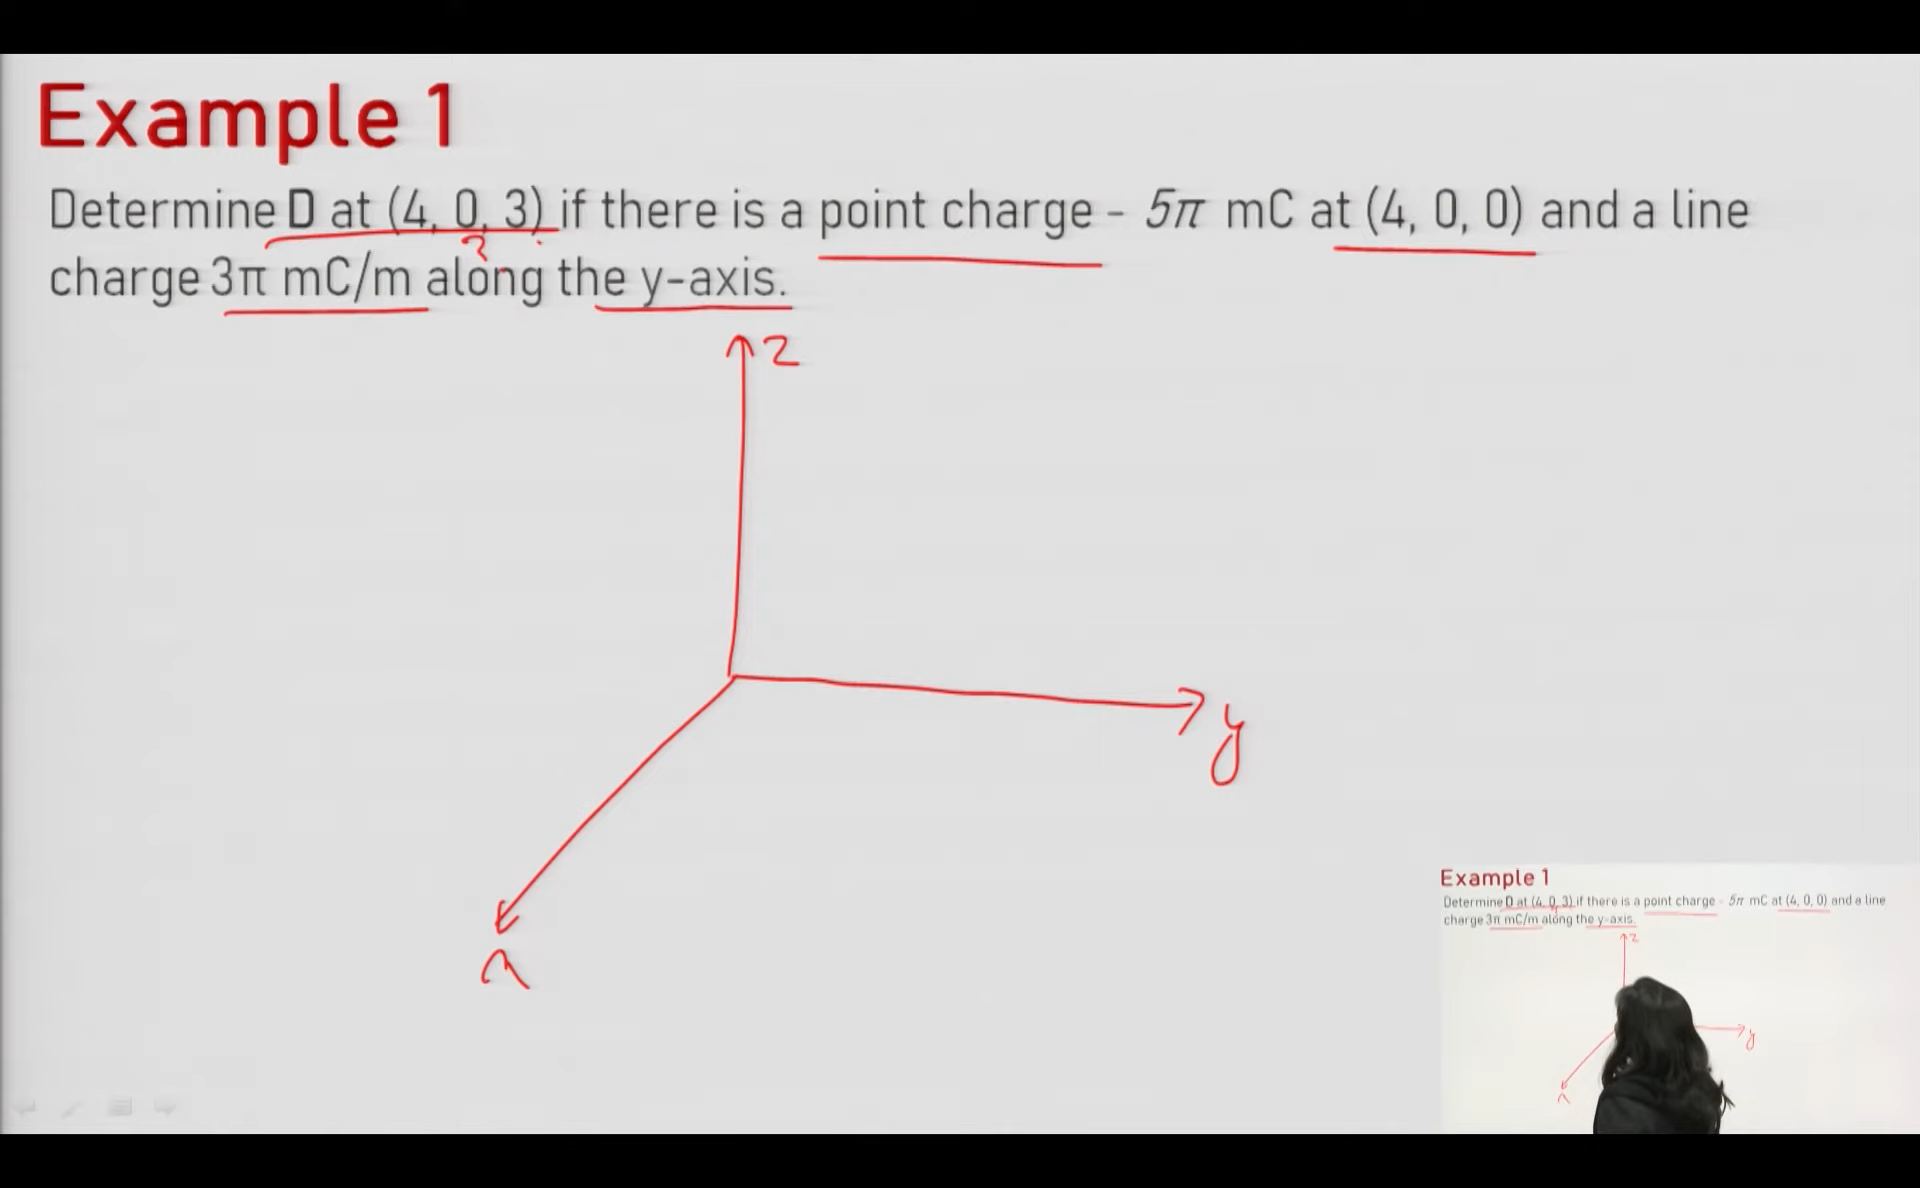 Example 1
Determine D at (4, 0, 3) if there is a point charge - 5π mC at (4, 0, 0) and a line
?
charge 3π mC/m along the y-axis.
z
y
x
Example 1
Determine D at (4, 0, 3) if there is a point charge - 5π mC at (4, 0, 0) and a line
charge 3π mC/m along the y-axis.
z
y
x